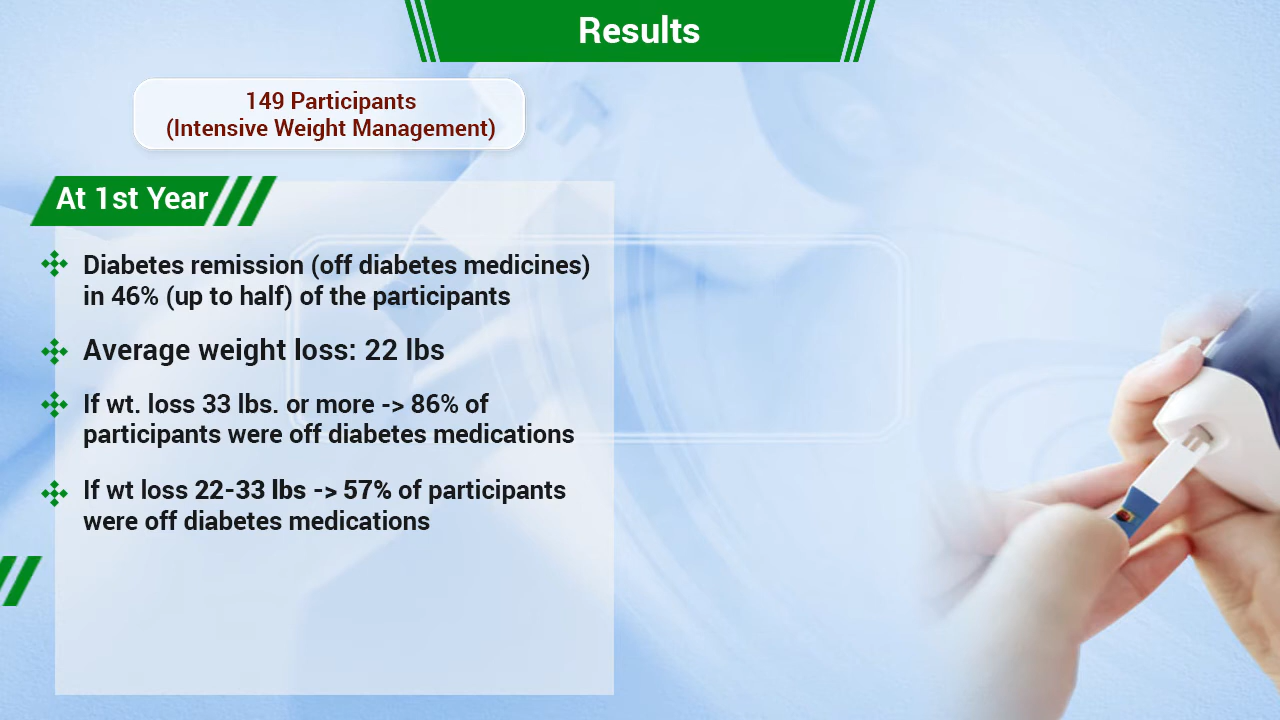 Results
149 Participants
(Intensive Weight Management)
At 1st Year
Diabetes remission (off diabetes medicines)
in 46% (up to half) of the participants
Average weight loss: 22 lbs
If wt. loss 33 lbs. or more -> 86% of
participants were off diabetes medications
If wt loss 22-33 lbs -> 57% of participants
were off diabetes medications